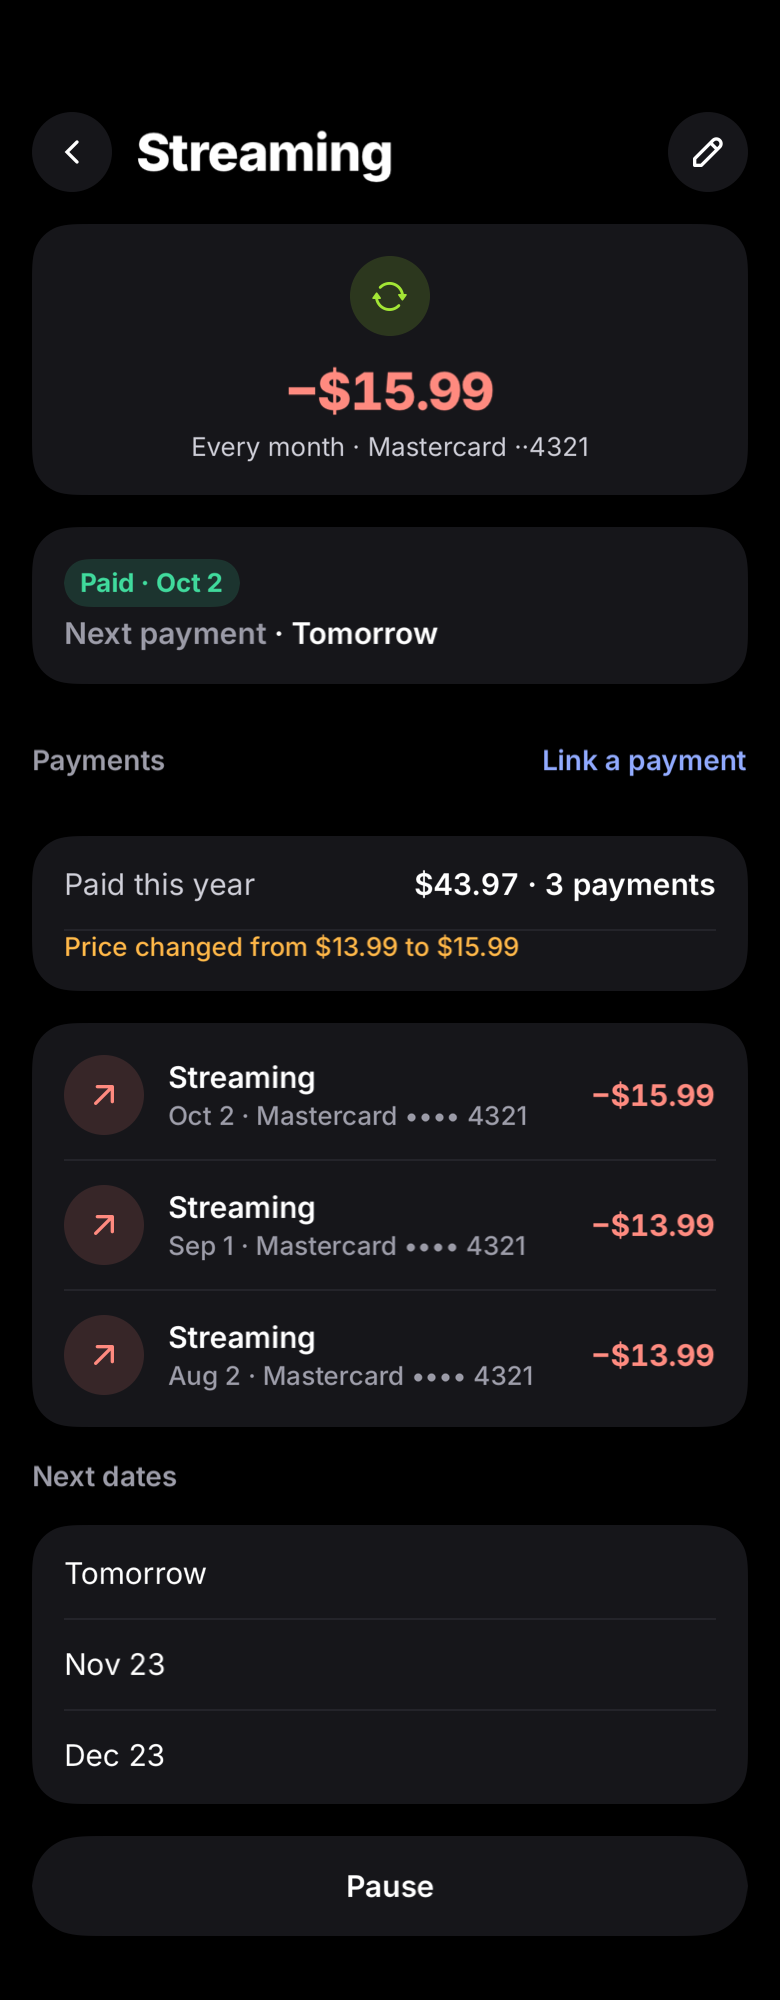 Streaming
−$15.99
Every month · Mastercard ··4321
Paid · Oct 2
Next payment · Tomorrow
Payments
Link a payment
Paid this year
$43.97 · 3 payments
Price changed from $13.99 to $15.99
Streaming
Oct 2 · Mastercard •••• 4321
−$15.99
Streaming
Sep 1 · Mastercard •••• 4321
−$13.99
Streaming
Aug 2 · Mastercard •••• 4321
−$13.99
Next dates
Tomorrow
Nov 23
Dec 23
Pause